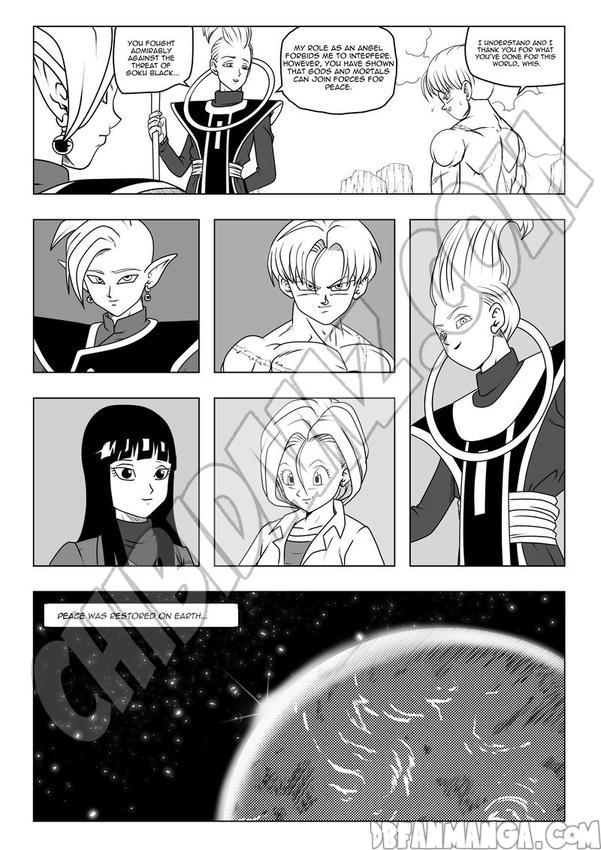 YOU FOUGHT
ADMIRABLY
AGAINST THE
THREAT OF
GOKU BLACK...
MY ROLE AS AN ANGEL
FORBIDS ME TO INTERFERE.
HOWEVER, YOU HAVE SHOWN
THAT GODS AND MORTALS
CAN JOIN FORCES FOR
PEACE.
I UNDERSTAND AND I
THANK YOU FOR WHAT
YOU'VE DONE FOR THIS
WORLD, WHIS.
PEACE WAS RESTORED ON EARTH...
CHIBIDAMZ.COM
DBFANMANGA.COM